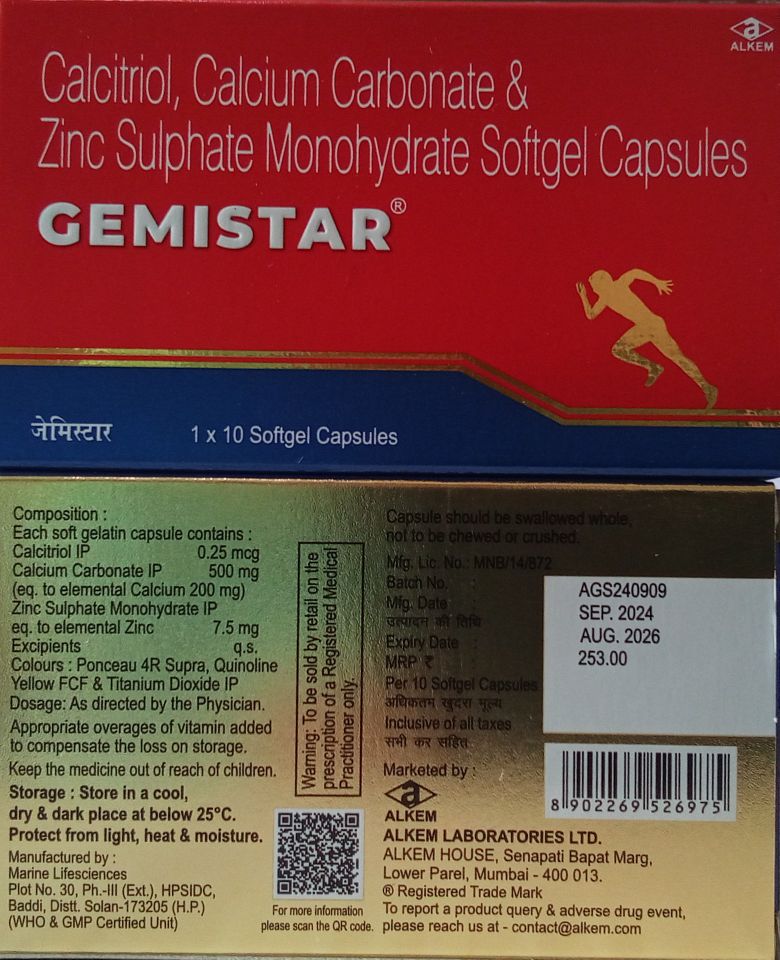 ALKEM
Calcitriol, Calcium Carbonate &
Zinc Sulphate Monohydrate Softgel Capsules
GEMISTAR®
जेमिस्टार
1 x 10 Softgel Capsules
Composition :
Each soft gelatin capsule contains :
Calcitriol IP 0.25 mcg
Calcium Carbonate IP 500 mg
(eq. to elemental Calcium 200 mg)
Zinc Sulphate Monohydrate IP
eq. to elemental Zinc 7.5 mg
Excipients q.s.
Colours : Ponceau 4R Supra, Quinoline
Yellow FCF & Titanium Dioxide IP
Dosage: As directed by the Physician.
Appropriate overages of vitamin added
to compensate the loss on storage.
Keep the medicine out of reach of children.
Storage : Store in a cool,
dry & dark place at below 25°C.
Protect from light, heat & moisture.
Manufactured by :
Marine Lifesciences
Plot No. 30, Ph.-III (Ext.), HPSIDC,
Baddi, Distt. Solan-173205 (H.P.)
(WHO & GMP Certified Unit)
Warning: To be sold by retail on the
prescription of a Registered Medical
Practitioner only.
For more information
please scan the QR code.
Capsule should be swallowed whole,
not to be chewed or crushed.
Mfg. Lic. No.: MNB/14/872
Batch No. : AGS240909
Mfg. Date : SEP. 2024
उत्पादन की तिथि
Expiry Date : AUG. 2026
MRP ₹ : 253.00
Per 10 Softgel Capsules
अधिकतम खुदरा मूल्य
Inclusive of all taxes
सभी कर सहित
8 902269 526975
Marketed by :
ALKEM
ALKEM LABORATORIES LTD.
ALKEM HOUSE, Senapati Bapat Marg,
Lower Parel, Mumbai - 400 013.
® Registered Trade Mark
To report a product query & adverse drug event,
please reach us at - contact@alkem.com